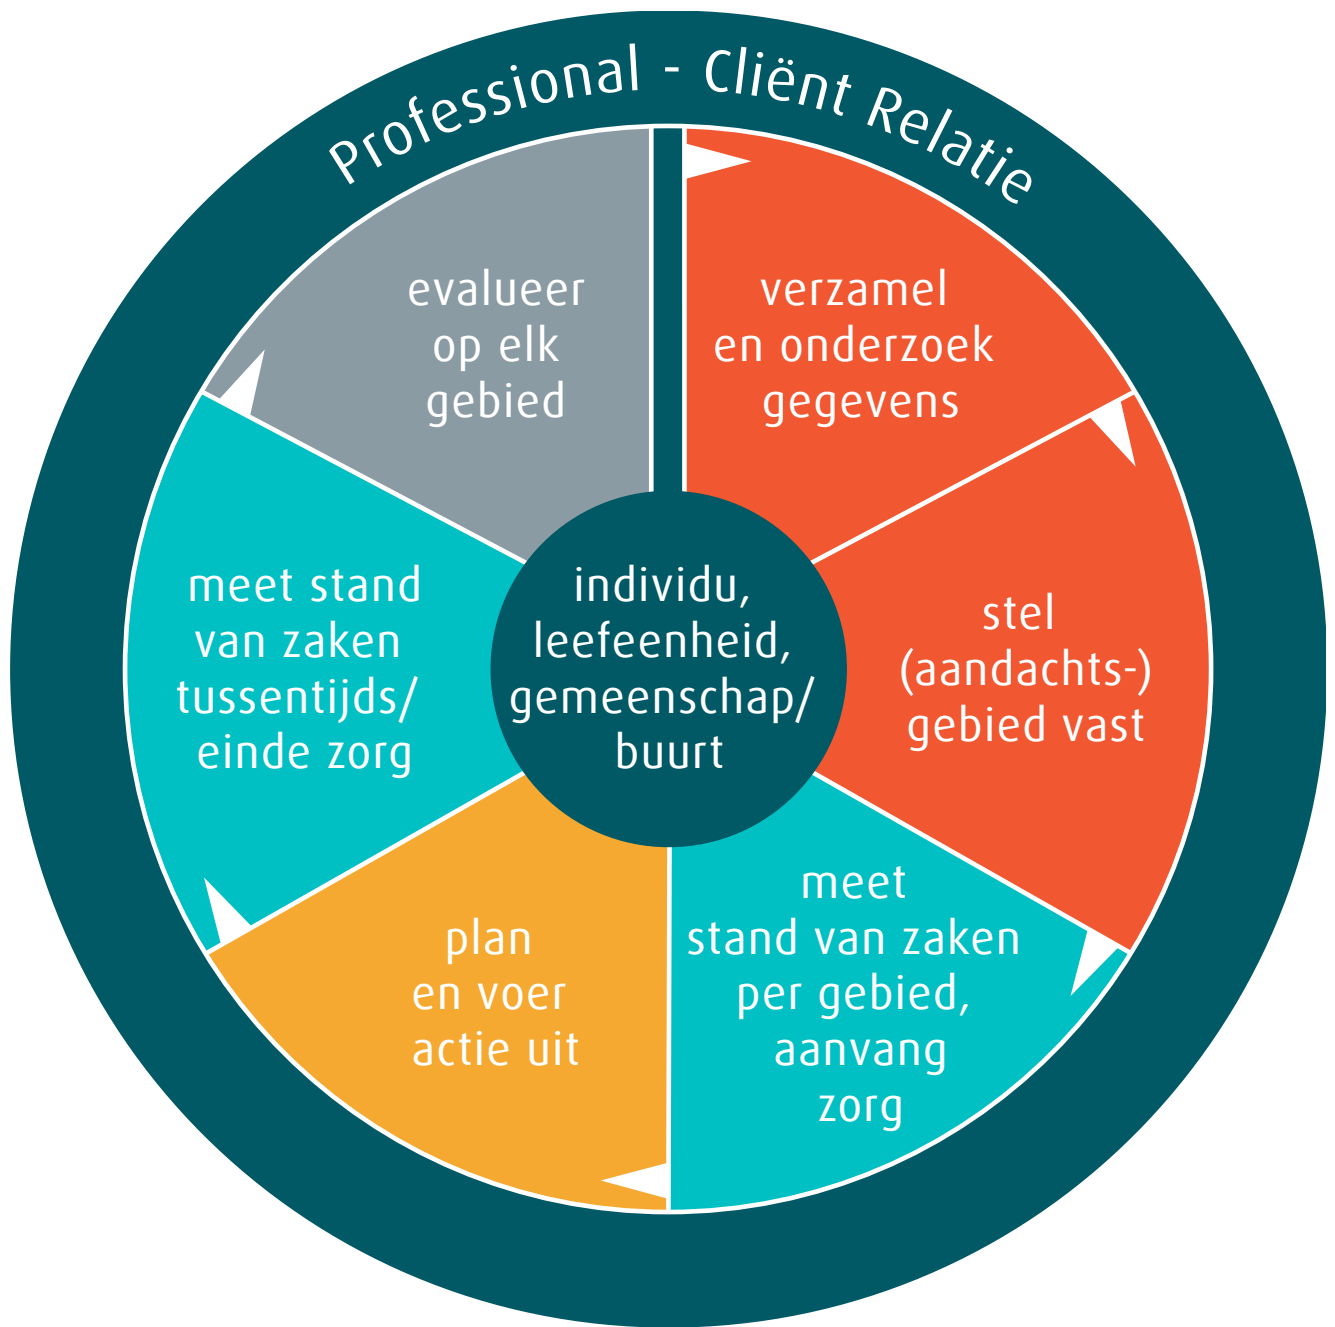 Professional - Cliënt Relatie
verzamel
en onderzoek
gegevens
stel
(aandachts-)
gebied vast
meet
stand van zaken
per gebied,
aanvang
zorg
plan
en voer
actie uit
meet stand
van zaken
tussentijds/
einde zorg
evalueer
op elk
gebied
individu,
leefeenheid,
gemeenschap/
buurt